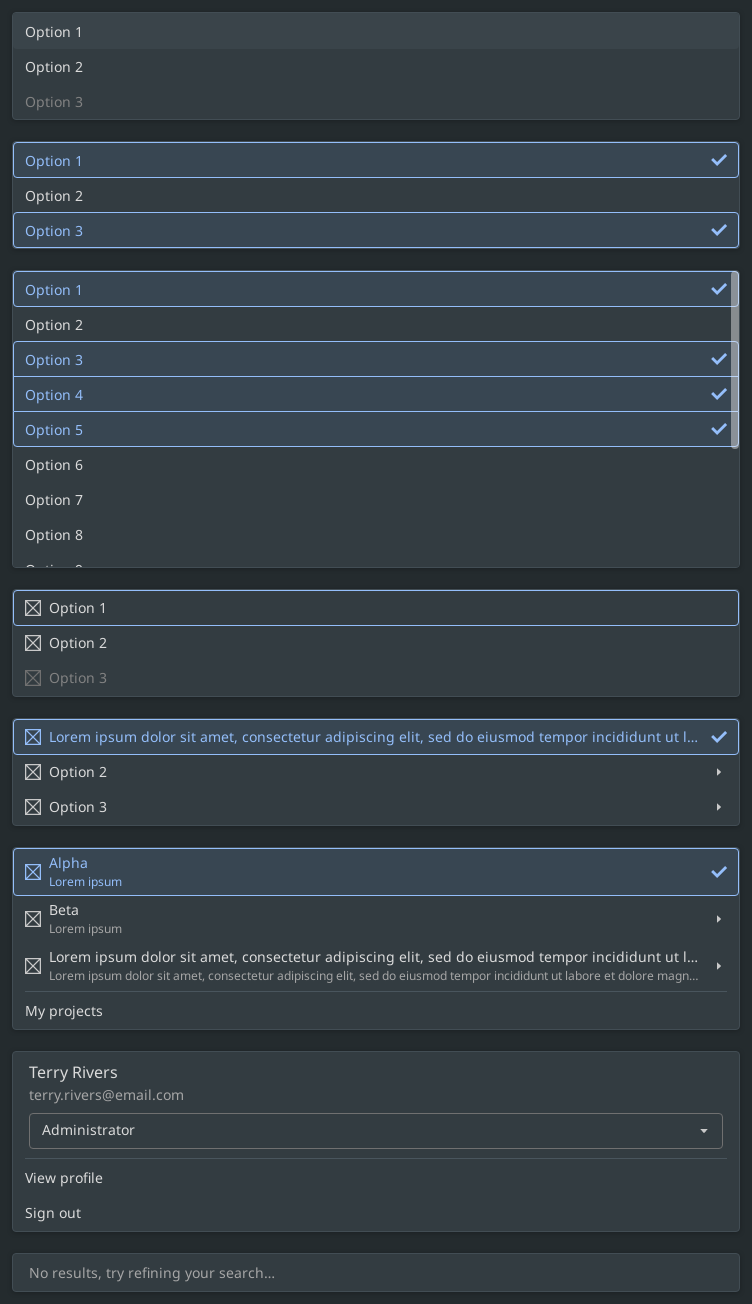 Option 1
Option 2
Option 3
Option 1
Option 2
Option 3
Option 1
Option 2
Option 3
Option 4
Option 5
Option 6
Option 7
Option 8
Option 1
Option 2
Option 3
Lorem ipsum dolor sit amet, consectetur adipiscing elit, sed do eiusmod tempor incididunt ut l...
Option 2
Option 3
Alpha
Lorem ipsum
Beta
Lorem ipsum
Lorem ipsum dolor sit amet, consectetur adipiscing elit, sed do eiusmod tempor incididunt ut l...
Lorem ipsum dolor sit amet, consectetur adipiscing elit, sed do eiusmod tempor incididunt ut labore et dolore magn...
My projects
Terry Rivers
terry.rivers@email.com
Administrator
View profile
Sign out
No results, try refining your search...